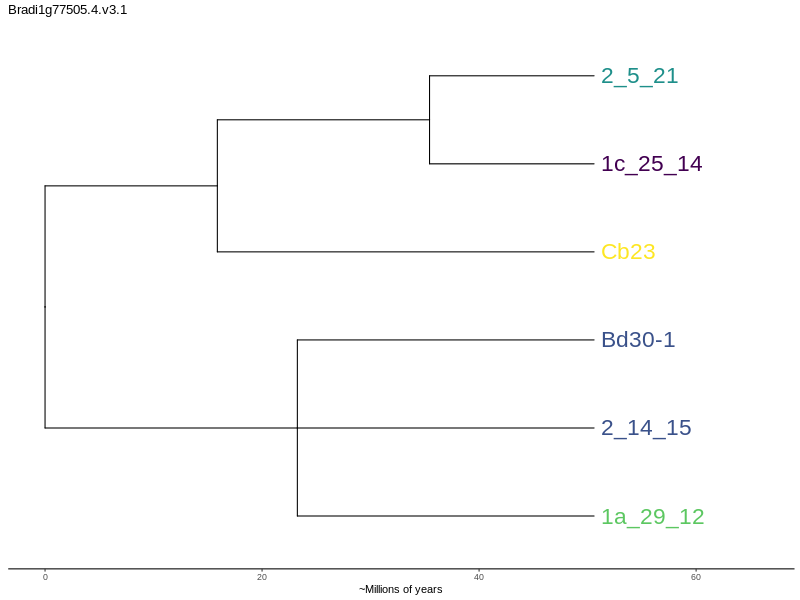 Bradi1g77505.4.v3.1
2_5_21
1c_25_14
Cb23
Bd30-1
2_14_15
1a_29_12
0 20 40 60
~Millions of years